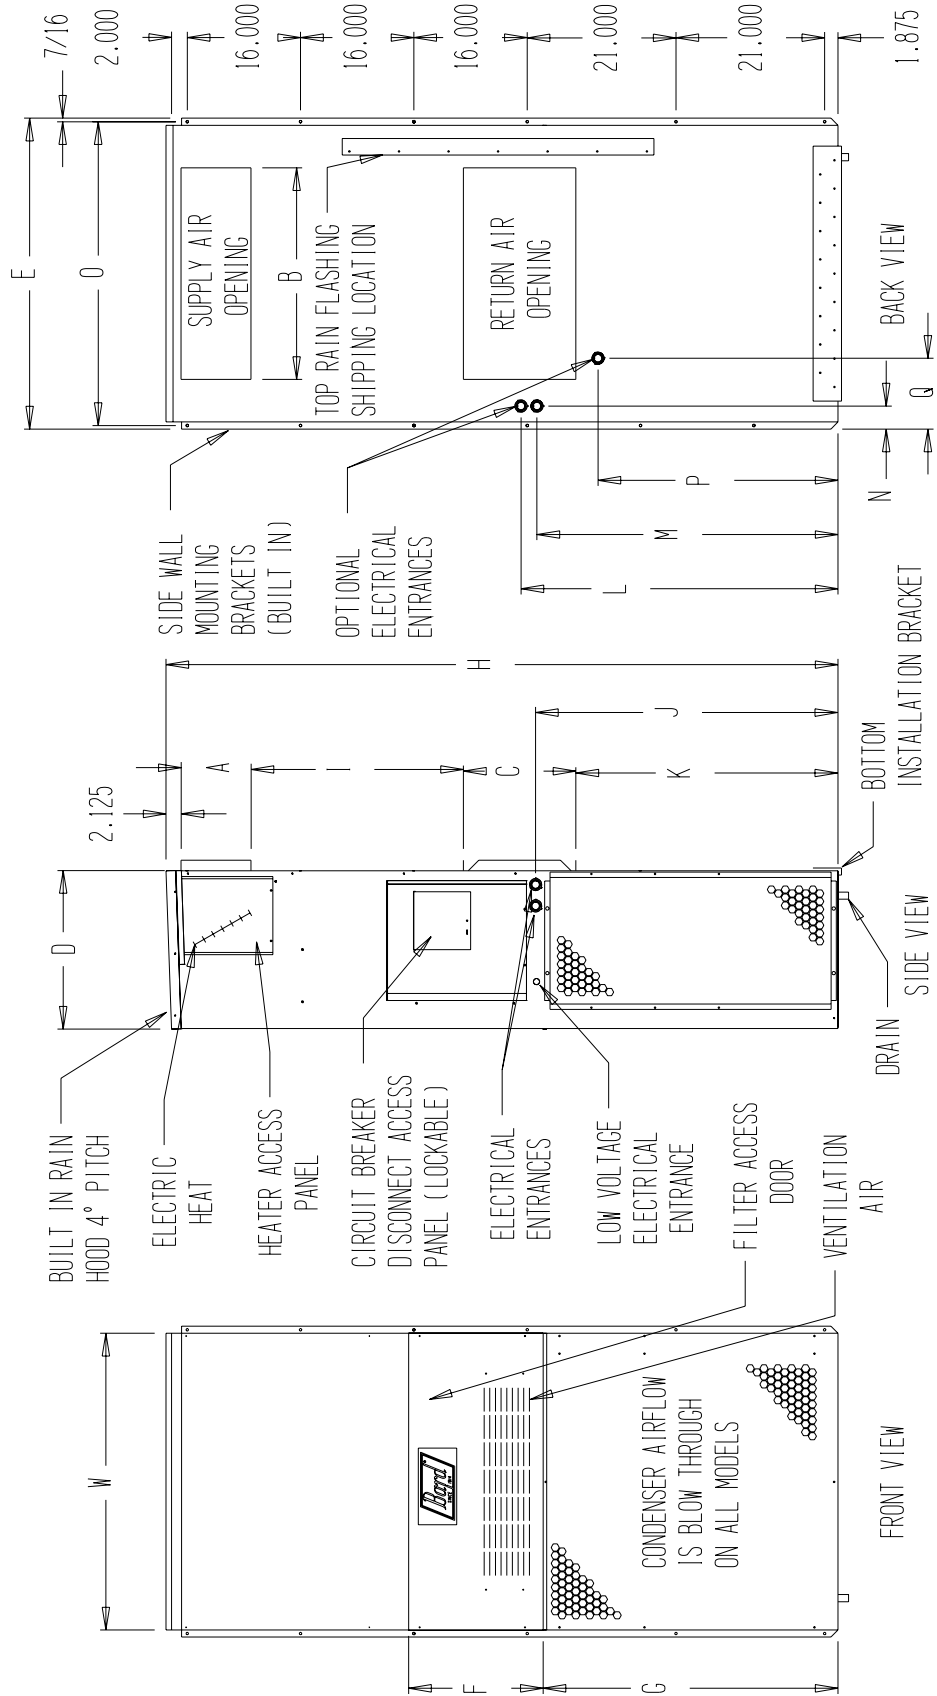 W
F
G
Bard
CONDENSER AIRFLOW
IS BLOW THROUGH
ON ALL MODELS
FRONT VIEW
BUILT IN RAIN
HOOD 4° PITCH
ELECTRIC
HEAT
HEATER ACCESS
PANEL
CIRCUIT BREAKER
DISCONNECT ACCESS
PANEL (LOCKABLE)
ELECTRICAL
ENTRANCES
LOW VOLTAGE
ELECTRICAL
ENTRANCE
FILTER ACCESS
DOOR
VENTILATION
AIR
D
2.125
A
I
C
K
J
H
DRAIN
SIDE VIEW
BOTTOM
INSTALLATION BRACKET
SIDE WALL
MOUNTING
BRACKETS
(BUILT IN)
OPTIONAL
ELECTRICAL
ENTRANCES
L
M
P
N
Q
E
O
SUPPLY AIR
OPENING
B
TOP RAIN FLASHING
SHIPPING LOCATION
RETURN AIR
OPENING
BACK VIEW
7/16
2.000
16.000
16.000
16.000
21.000
21.000
1.875